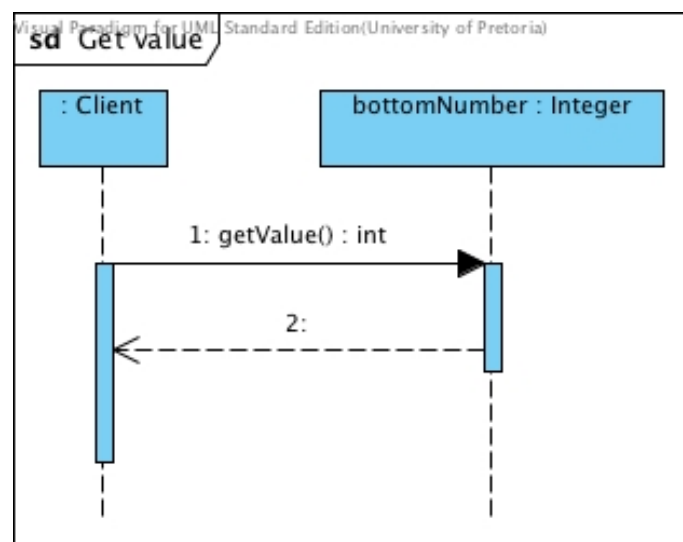 Visual Paradigm for UML Standard Edition(University of Pretoria)
sd Get value
: Client
bottomNumber : Integer
1: getValue() : int
2: